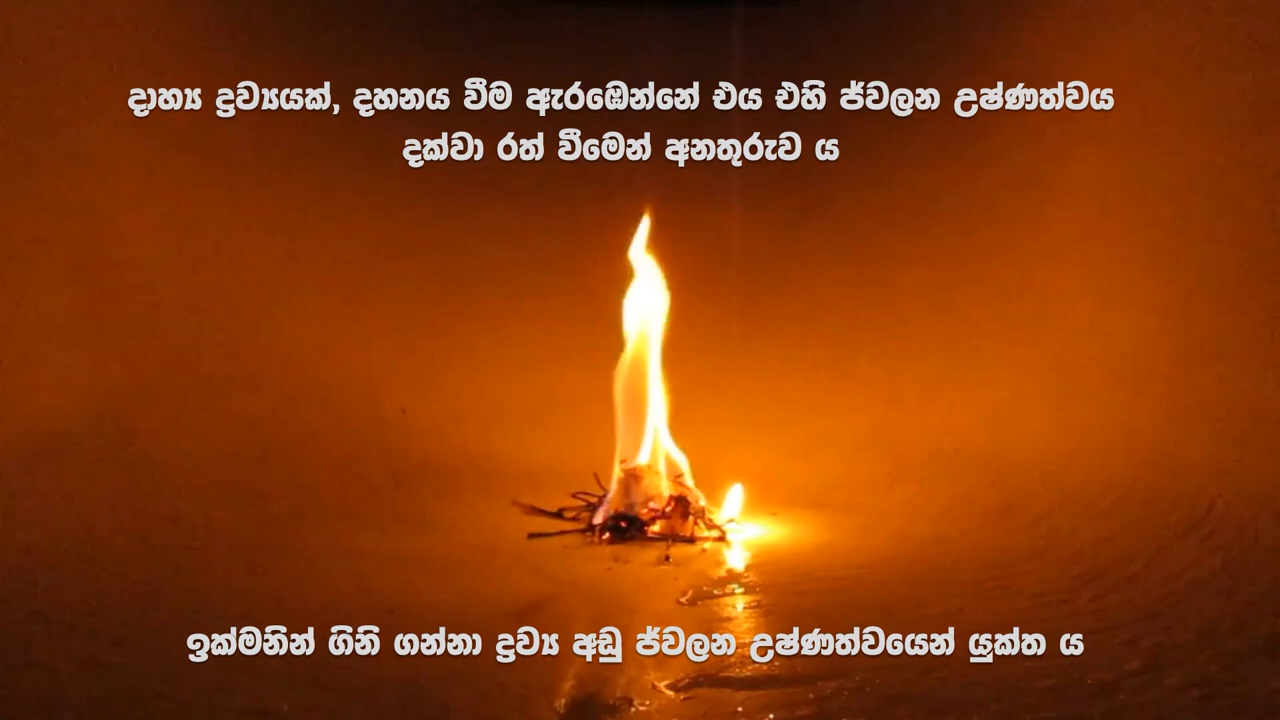 දාහ්‍ය ද්‍රව්‍යයක්, දහනය වීම ඇරඹෙන්නේ එය එහි ජ්වලන උෂ්ණත්වය
දක්වා රත් වීමෙන් අනතුරුව ය
ඉක්මනින් ගිනි ගන්නා ද්‍රව්‍ය අඩු ජ්වලන උෂ්ණත්වයෙන් යුක්ත ය